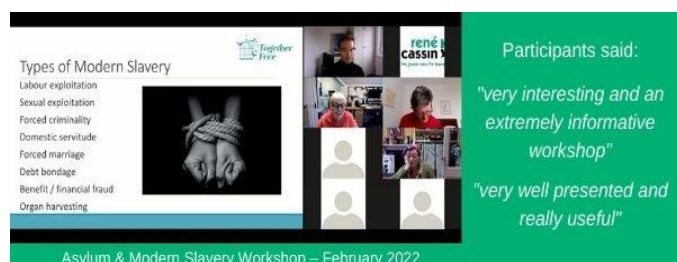 Together
Free
Types of Modern Slavery
Labour exploitation
Sexual exploitation
Forced criminality
Domestic servitude
Forced marriage
Debt bondage
Benefit / financial fraud
Organ harvesting
rené
cassin
Participants said:
"very interesting and an
extremely informative
workshop"
"very well presented and
really useful"
Asylum & Modern Slavery Workshop – February 2022